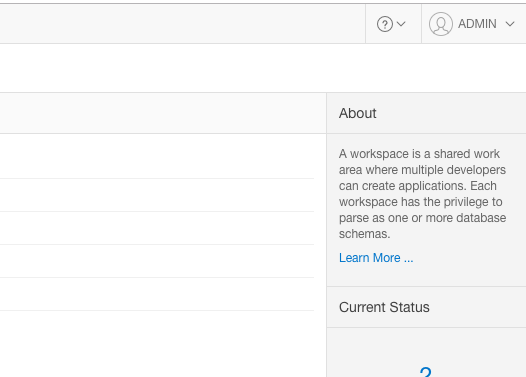 ADMIN
About
A workspace is a shared work
area where multiple developers
can create applications. Each
workspace has the privilege to
parse as one or more database
schemas.
Learn More ...
Current Status
2